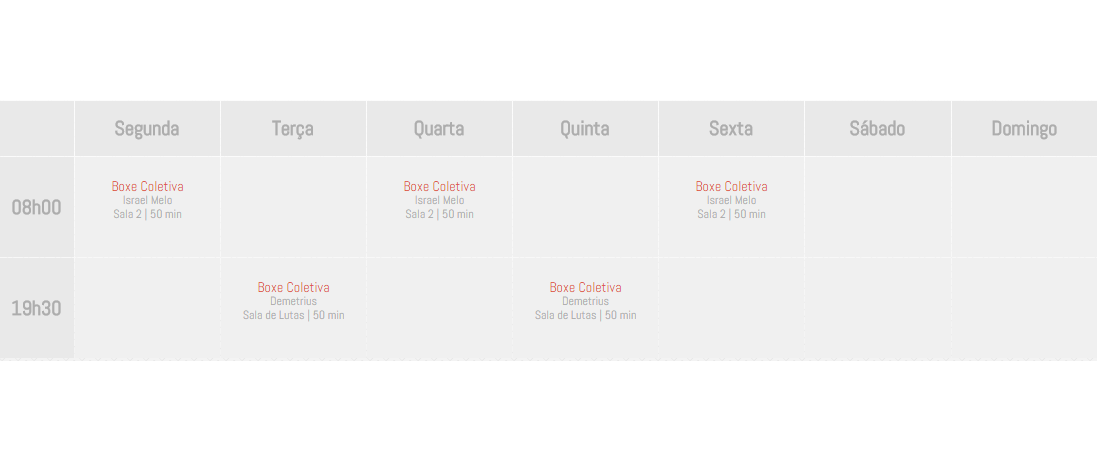 Segunda Terça Quarta Quinta Sexta Sábado Domingo
08h00
Boxe Coletiva
Israel Melo
Sala 2 | 50 min
Boxe Coletiva
Israel Melo
Sala 2 | 50 min
Boxe Coletiva
Israel Melo
Sala 2 | 50 min
19h30
Boxe Coletiva
Demetrius
Sala de Lutas | 50 min
Boxe Coletiva
Demetrius
Sala de Lutas | 50 min